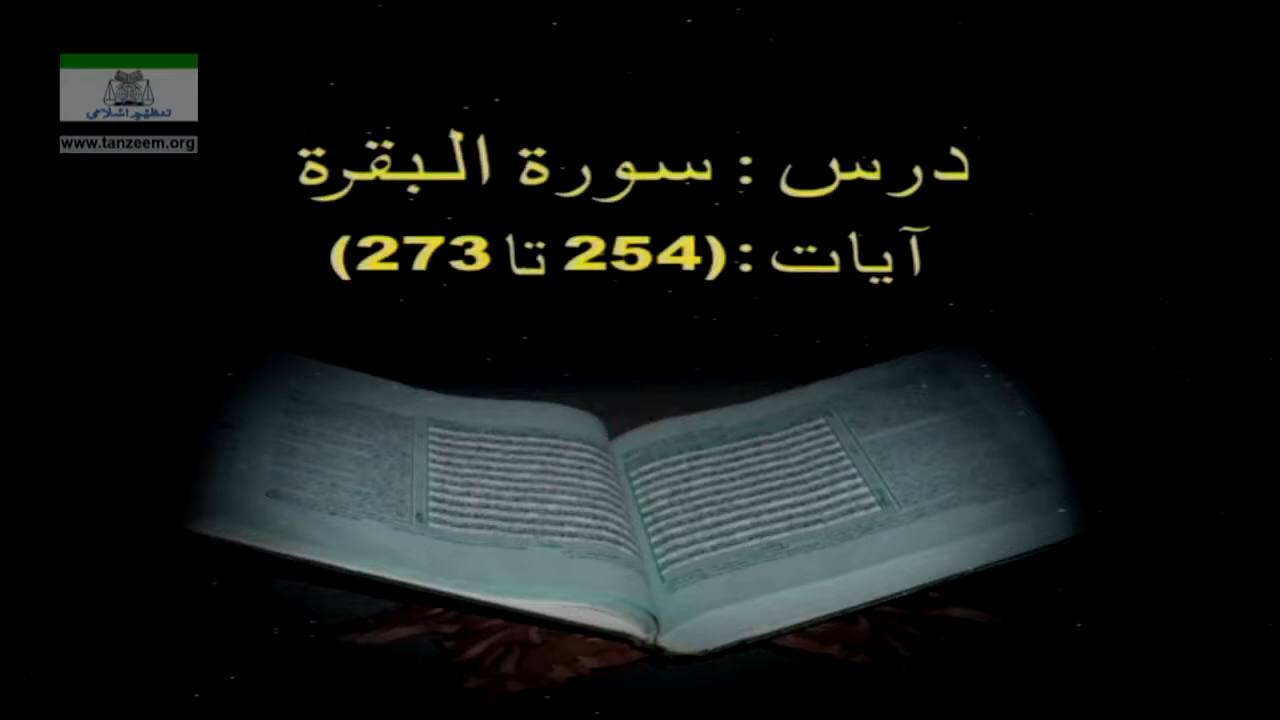 تنظیم اسلامی
www.tanzeem.org
درس : سورة البقرة
آیات : (254 تا 273)